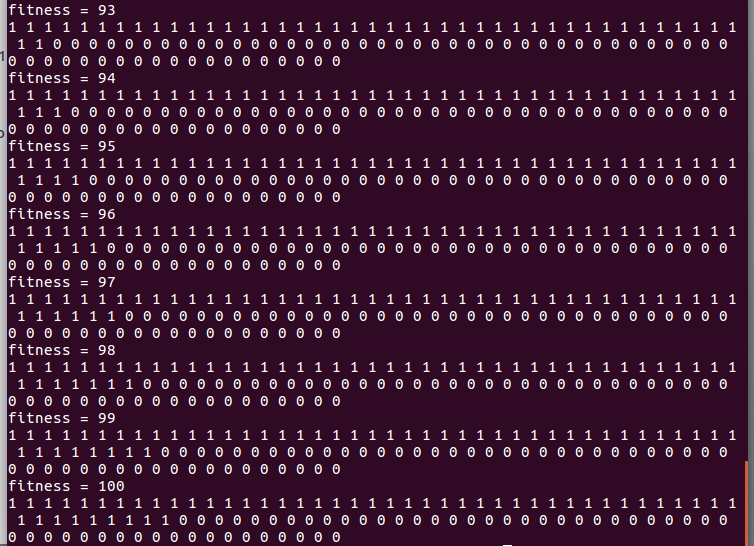 fitness = 93
1 1 1 1 1 1 1 1 1 1 1 1 1 1 1 1 1 1 1 1 1 1 1 1 1 1 1 1 1 1 1 1 1 1 1 1 1 1 1 1 1
1 1 0 0 0 0 0 0 0 0 0 0 0 0 0 0 0 0 0 0 0 0 0 0 0 0 0 0 0 0 0 0 0 0 0 0 0 0 0 0
0 0 0 0 0 0 0 0 0 0 0 0 0 0 0 0 0 0 0
fitness = 94
1 1 1 1 1 1 1 1 1 1 1 1 1 1 1 1 1 1 1 1 1 1 1 1 1 1 1 1 1 1 1 1 1 1 1 1 1 1 1 1 1
1 1 1 0 0 0 0 0 0 0 0 0 0 0 0 0 0 0 0 0 0 0 0 0 0 0 0 0 0 0 0 0 0 0 0 0 0 0 0 0
0 0 0 0 0 0 0 0 0 0 0 0 0 0 0 0 0 0 0
fitness = 95
1 1 1 1 1 1 1 1 1 1 1 1 1 1 1 1 1 1 1 1 1 1 1 1 1 1 1 1 1 1 1 1 1 1 1 1 1 1 1 1 1
1 1 1 1 0 0 0 0 0 0 0 0 0 0 0 0 0 0 0 0 0 0 0 0 0 0 0 0 0 0 0 0 0 0 0 0 0 0 0 0
0 0 0 0 0 0 0 0 0 0 0 0 0 0 0 0 0 0 0
fitness = 96
1 1 1 1 1 1 1 1 1 1 1 1 1 1 1 1 1 1 1 1 1 1 1 1 1 1 1 1 1 1 1 1 1 1 1 1 1 1 1 1 1
1 1 1 1 1 0 0 0 0 0 0 0 0 0 0 0 0 0 0 0 0 0 0 0 0 0 0 0 0 0 0 0 0 0 0 0 0 0 0 0
0 0 0 0 0 0 0 0 0 0 0 0 0 0 0 0 0 0 0
fitness = 97
1 1 1 1 1 1 1 1 1 1 1 1 1 1 1 1 1 1 1 1 1 1 1 1 1 1 1 1 1 1 1 1 1 1 1 1 1 1 1 1 1
1 1 1 1 1 1 0 0 0 0 0 0 0 0 0 0 0 0 0 0 0 0 0 0 0 0 0 0 0 0 0 0 0 0 0 0 0 0 0 0
0 0 0 0 0 0 0 0 0 0 0 0 0 0 0 0 0 0 0
fitness = 98
1 1 1 1 1 1 1 1 1 1 1 1 1 1 1 1 1 1 1 1 1 1 1 1 1 1 1 1 1 1 1 1 1 1 1 1 1 1 1 1 1
1 1 1 1 1 1 1 0 0 0 0 0 0 0 0 0 0 0 0 0 0 0 0 0 0 0 0 0 0 0 0 0 0 0 0 0 0 0 0 0
0 0 0 0 0 0 0 0 0 0 0 0 0 0 0 0 0 0 0
fitness = 99
1 1 1 1 1 1 1 1 1 1 1 1 1 1 1 1 1 1 1 1 1 1 1 1 1 1 1 1 1 1 1 1 1 1 1 1 1 1 1 1 1
1 1 1 1 1 1 1 1 0 0 0 0 0 0 0 0 0 0 0 0 0 0 0 0 0 0 0 0 0 0 0 0 0 0 0 0 0 0 0 0
0 0 0 0 0 0 0 0 0 0 0 0 0 0 0 0 0 0 0
fitness = 100
1 1 1 1 1 1 1 1 1 1 1 1 1 1 1 1 1 1 1 1 1 1 1 1 1 1 1 1 1 1 1 1 1 1 1 1 1 1 1 1 1
1 1 1 1 1 1 1 1 1 0 0 0 0 0 0 0 0 0 0 0 0 0 0 0 0 0 0 0 0 0 0 0 0 0 0 0 0 0 0 0
0 0 0 0 0 0 0 0 0 0 0 0 0 0 0 0 0 0 0